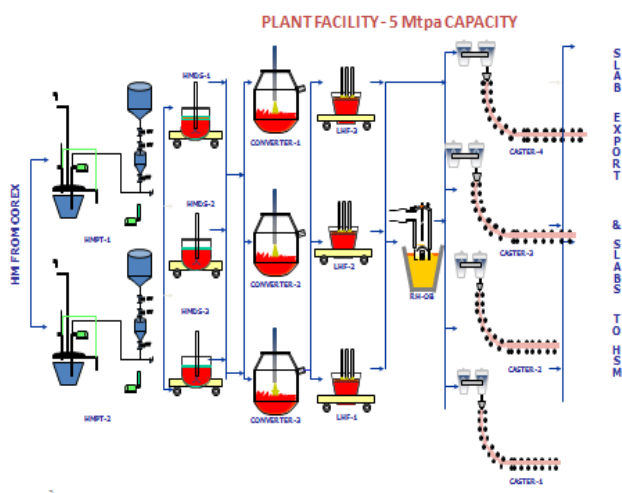 PLANT FACILITY - 5 Mtpa CAPACITY
HM FROM COREX
HMPT-1
HMPT-2
HMDS-1
HMDS-2
HMDS-3
CONVERTER-1
CONVERTER-2
CONVERTER-3
LHF-3
LHF-2
LHF-1
RH-OB
CASTER-4
CASTER-3
CASTER-2
CASTER-1
SLAB EXPORT & SLABS TO HSM